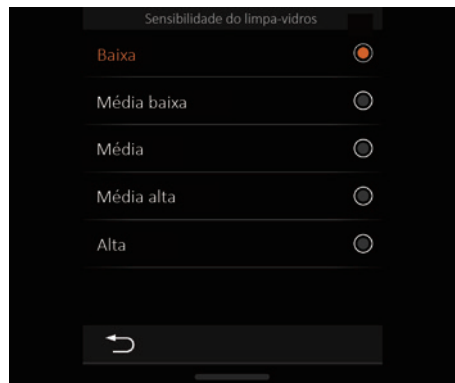 Sensibilidade do limpa-vidros
Baixa
Média baixa
Média
Média alta
Alta